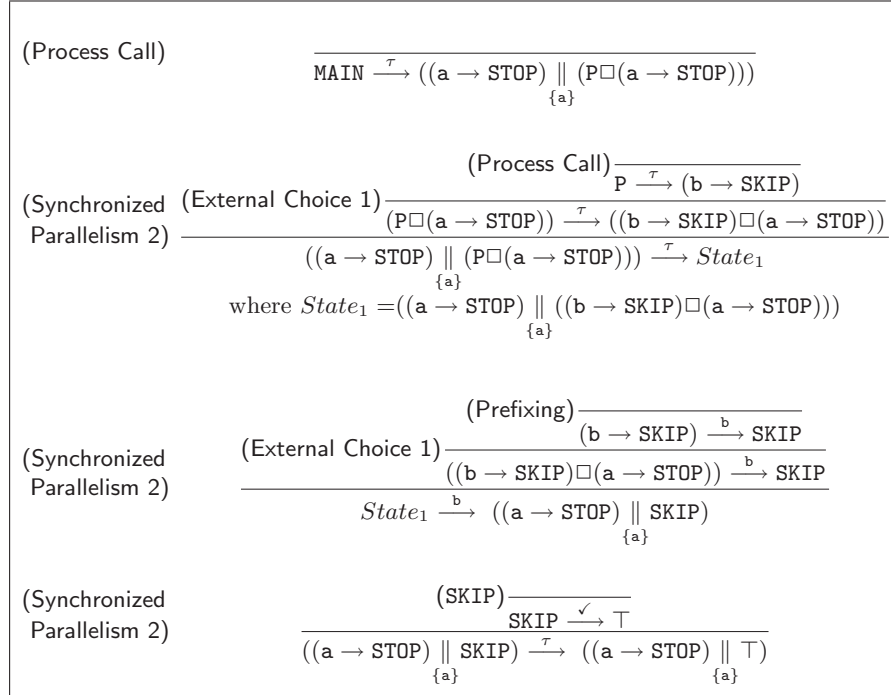 (Process Call)
MAIN —τ→ ((a → STOP) ∥{a} (P□(a → STOP)))
(Process Call)
P —τ→ (b → SKIP)
(Synchronized Parallelism 2) (External Choice 1)
(P□(a → STOP)) —τ→ ((b → SKIP)□(a → STOP))
((a → STOP) ∥{a} (P□(a → STOP))) —τ→ State₁
where State₁ =((a → STOP) ∥{a} ((b → SKIP)□(a → STOP)))
(Prefixing)
(b → SKIP) —b→ SKIP
(Synchronized Parallelism 2) (External Choice 1)
((b → SKIP)□(a → STOP)) —b→ SKIP
State₁ —b→ ((a → STOP) ∥{a} SKIP)
(Synchronized Parallelism 2) (SKIP)
SKIP —✓→ ⊤
((a → STOP) ∥{a} SKIP) —τ→ ((a → STOP) ∥{a} ⊤)